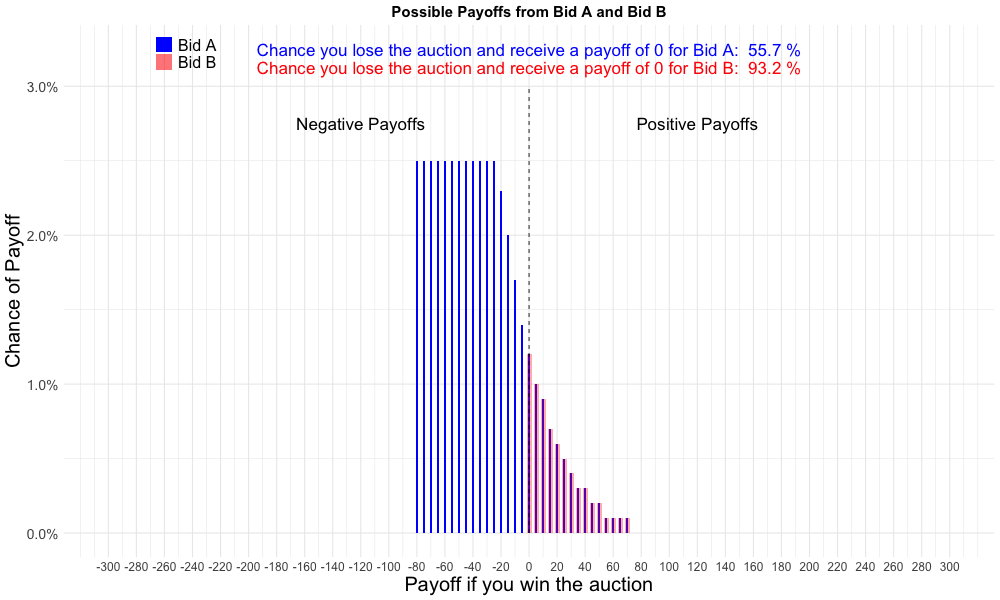 Possible Payoffs from Bid A and Bid B
Bid A
Bid B
Chance you lose the auction and receive a payoff of 0 for Bid A:  55.7 %
Chance you lose the auction and receive a payoff of 0 for Bid B:  93.2 %
Negative Payoffs
Positive Payoffs
Chance of Payoff
3.0%
2.0%
1.0%
0.0%
-300 -280 -260 -240 -220 -200 -180 -160 -140 -120 -100 -80 -60 -40 -20 0 20 40 60 80 100 120 140 160 180 200 220 240 260 280 300
Payoff if you win the auction